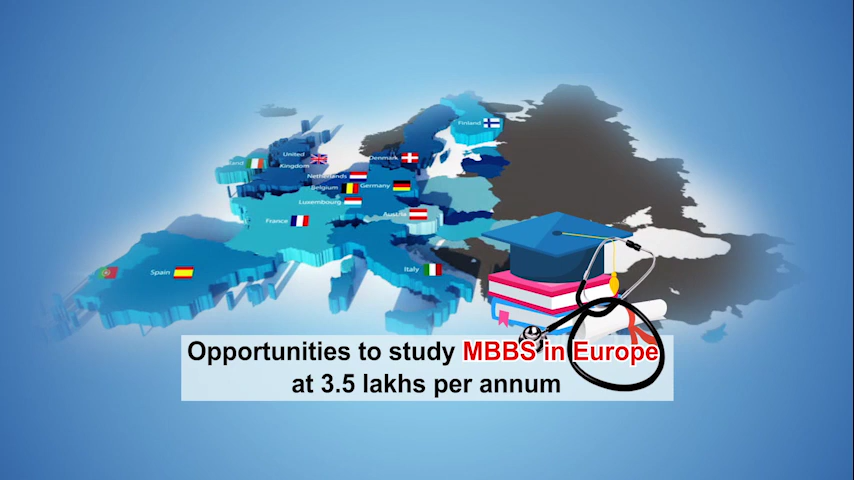 Finland
United
Kingdom
Denmark
Netherlands
Belgium
Germany
Luxembourg
France
Austria
Spain
Italy
Opportunities to study MBBS in Europe
at 3.5 lakhs per annum